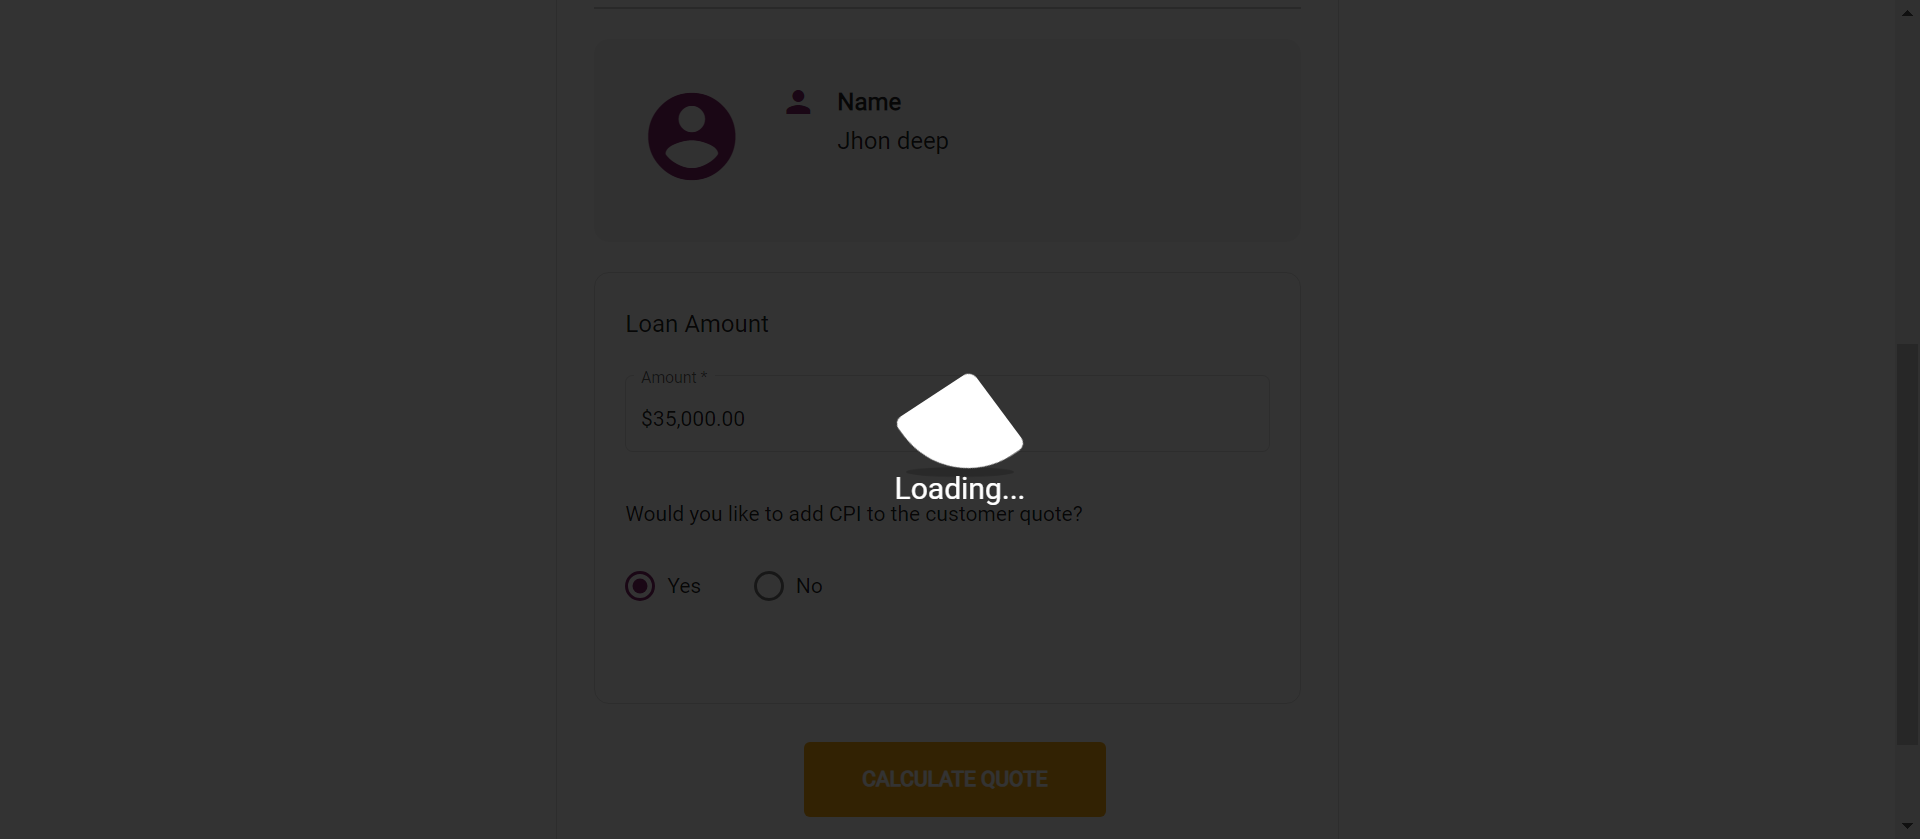 Name
Jhon deep
Loan Amount
Amount *
$35,000.00
Loading...
Would you like to add CPI to the customer quote?
Yes No
CALCULATE QUOTE